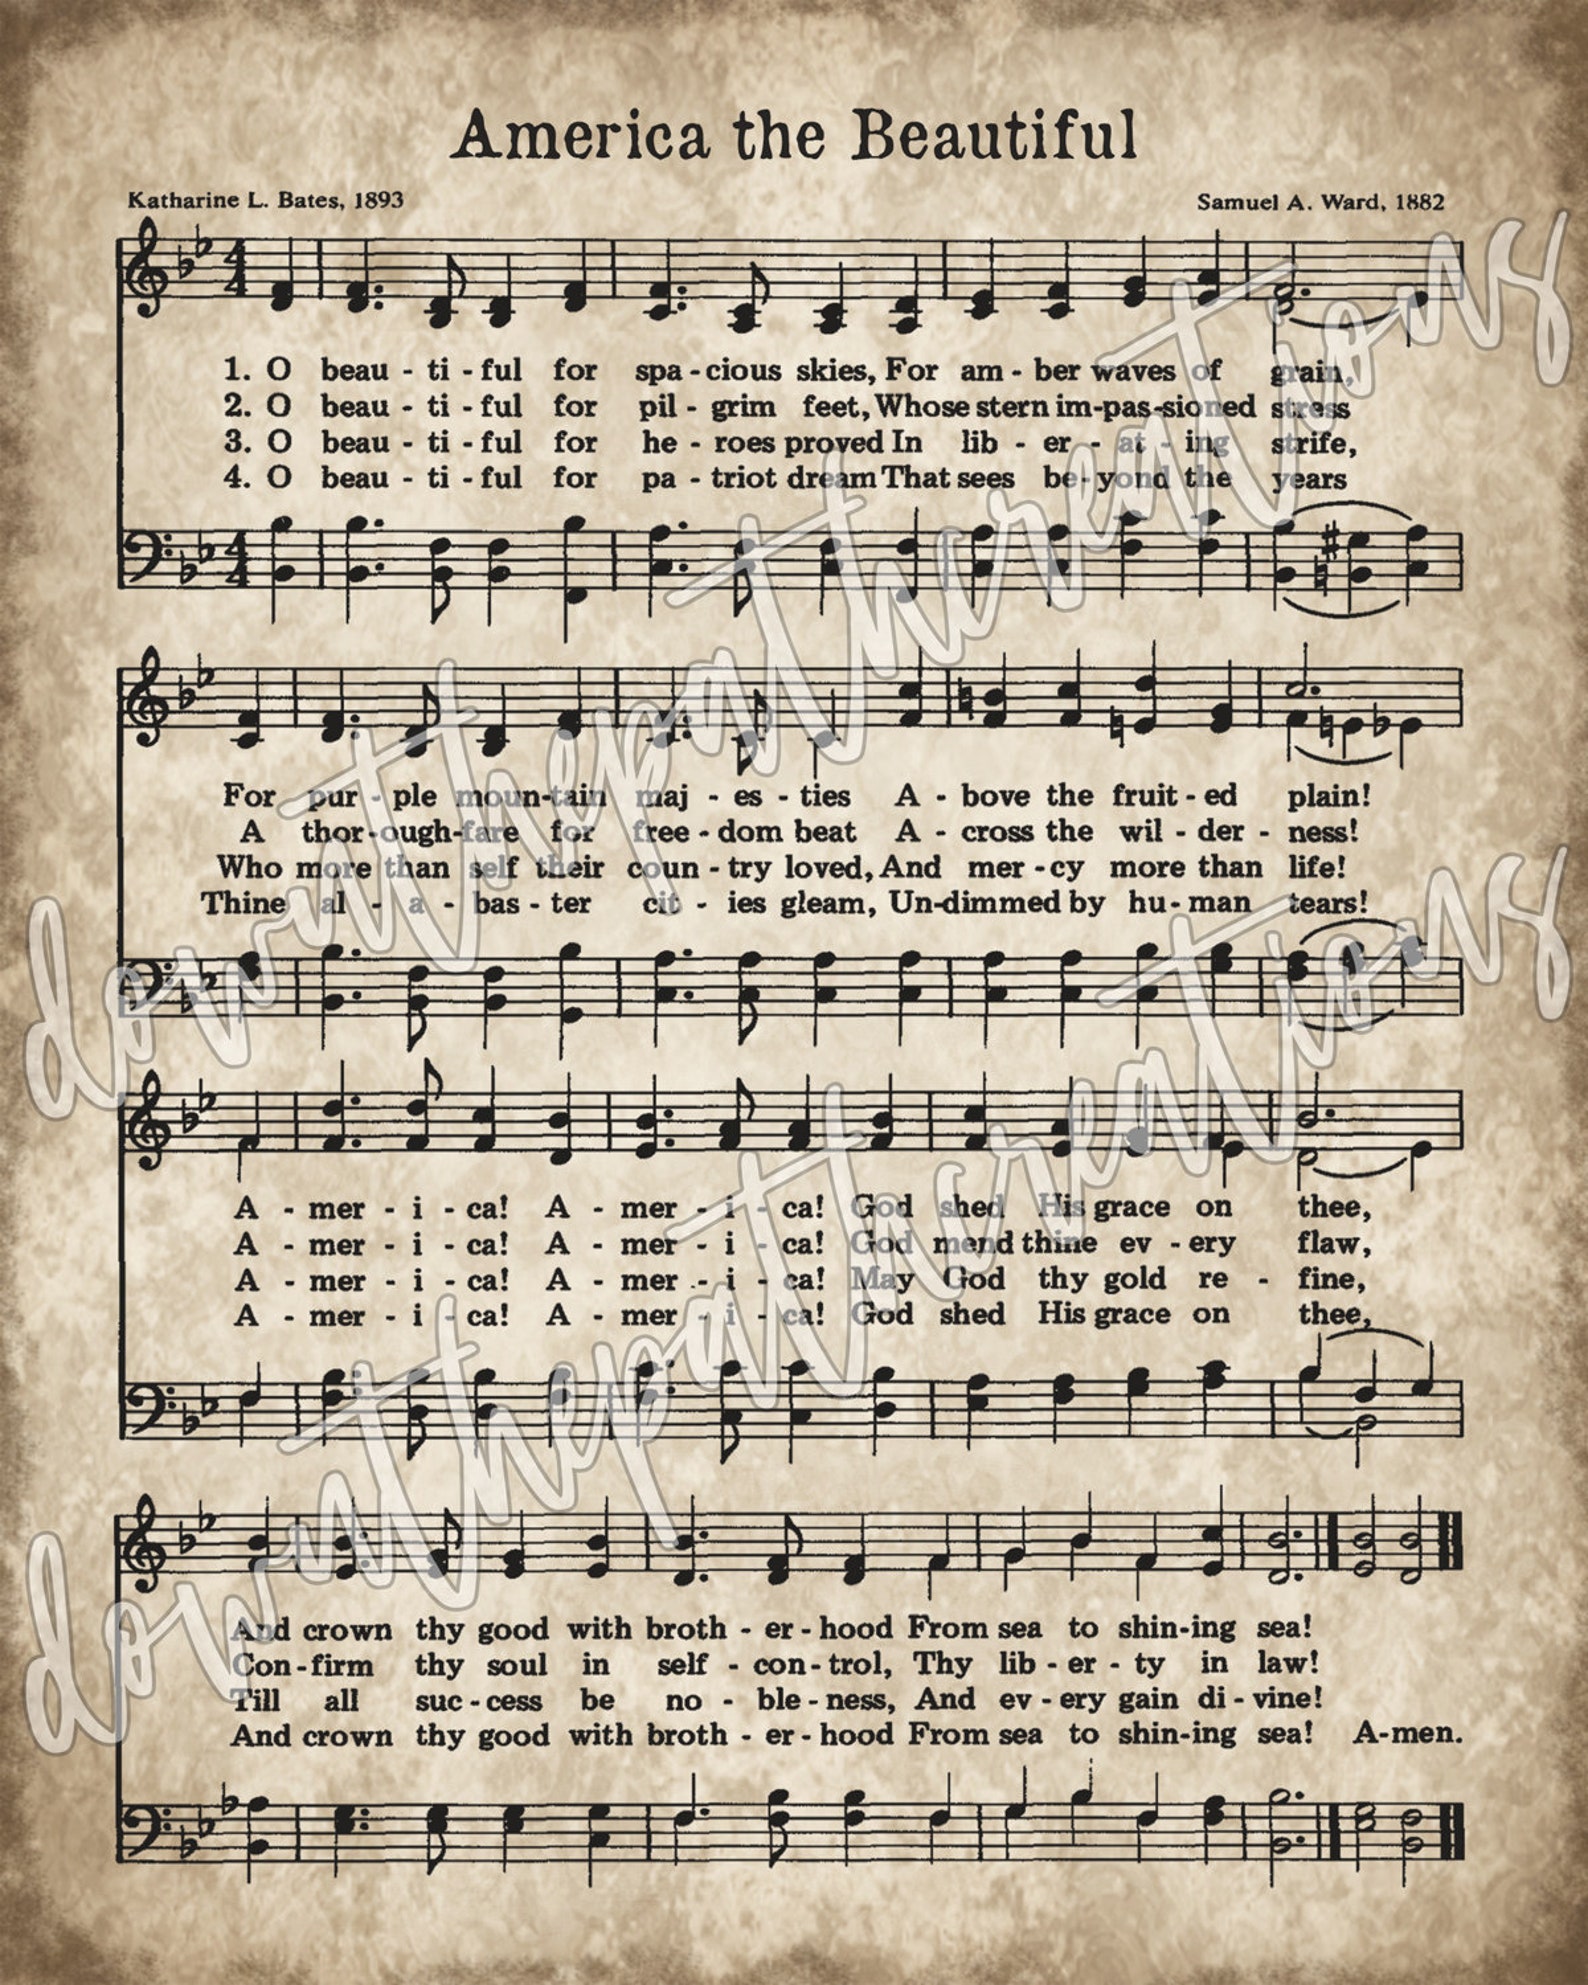 America the Beautiful
Katharine L. Bates, 1893
Samuel A. Ward, 1882
1. O beau - ti - ful for spa - cious skies, For am - ber waves of grain,
2. O beau - ti - ful for pil - grim feet, Whose stern im-pas-sioned stress
3. O beau - ti - ful for he - roes proved In lib - er - at - ing strife,
4. O beau - ti - ful for pa - triot dream That sees be-yond the years
For pur - ple moun-tain maj - es - ties A - bove the fruit - ed plain!
A thor-ough-fare for free - dom beat A - cross the wil - der - ness!
Who more than self their coun - try loved, And mer - cy more than life!
Thine al - a - bas - ter cit - ies gleam, Un-dimmed by hu - man tears!
A - mer - i - ca! A - mer - i - ca! God shed His grace on thee,
A - mer - i - ca! A - mer - i - ca! God mend thine ev - ery flaw,
A - mer - i - ca! A - mer - i - ca! May God thy gold re - fine,
A - mer - i - ca! A - mer - i - ca! God shed His grace on thee,
And crown thy good with broth - er - hood From sea to shin-ing sea!
Con-firm thy soul in self - con-trol, Thy lib - er - ty in law!
Till all suc-cess be no - ble - ness, And ev - ery gain di - vine!
And crown thy good with broth - er - hood From sea to shin-ing sea! A-men.
downthepathcreations
downthepathcreations